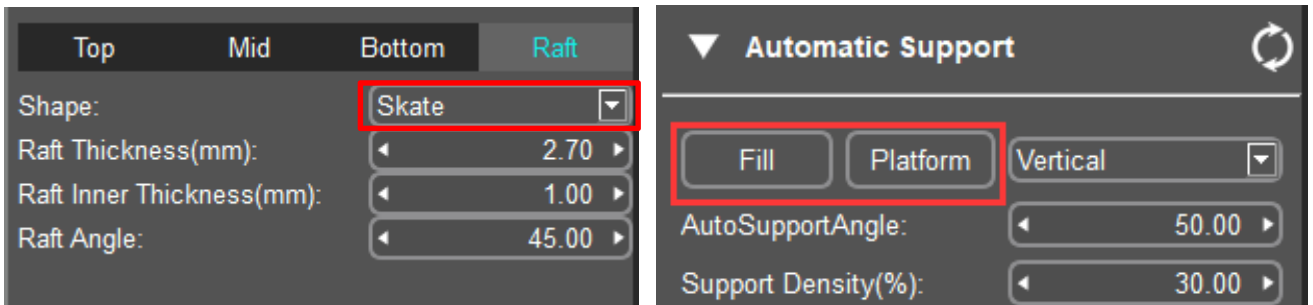 Top Mid Bottom Raft
Shape: Skate
Raft Thickness(mm): 2.70
Raft Inner Thickness(mm): 1.00
Raft Angle: 45.00
Automatic Support
Fill Platform Vertical
AutoSupportAngle: 50.00
Support Density(%): 30.00